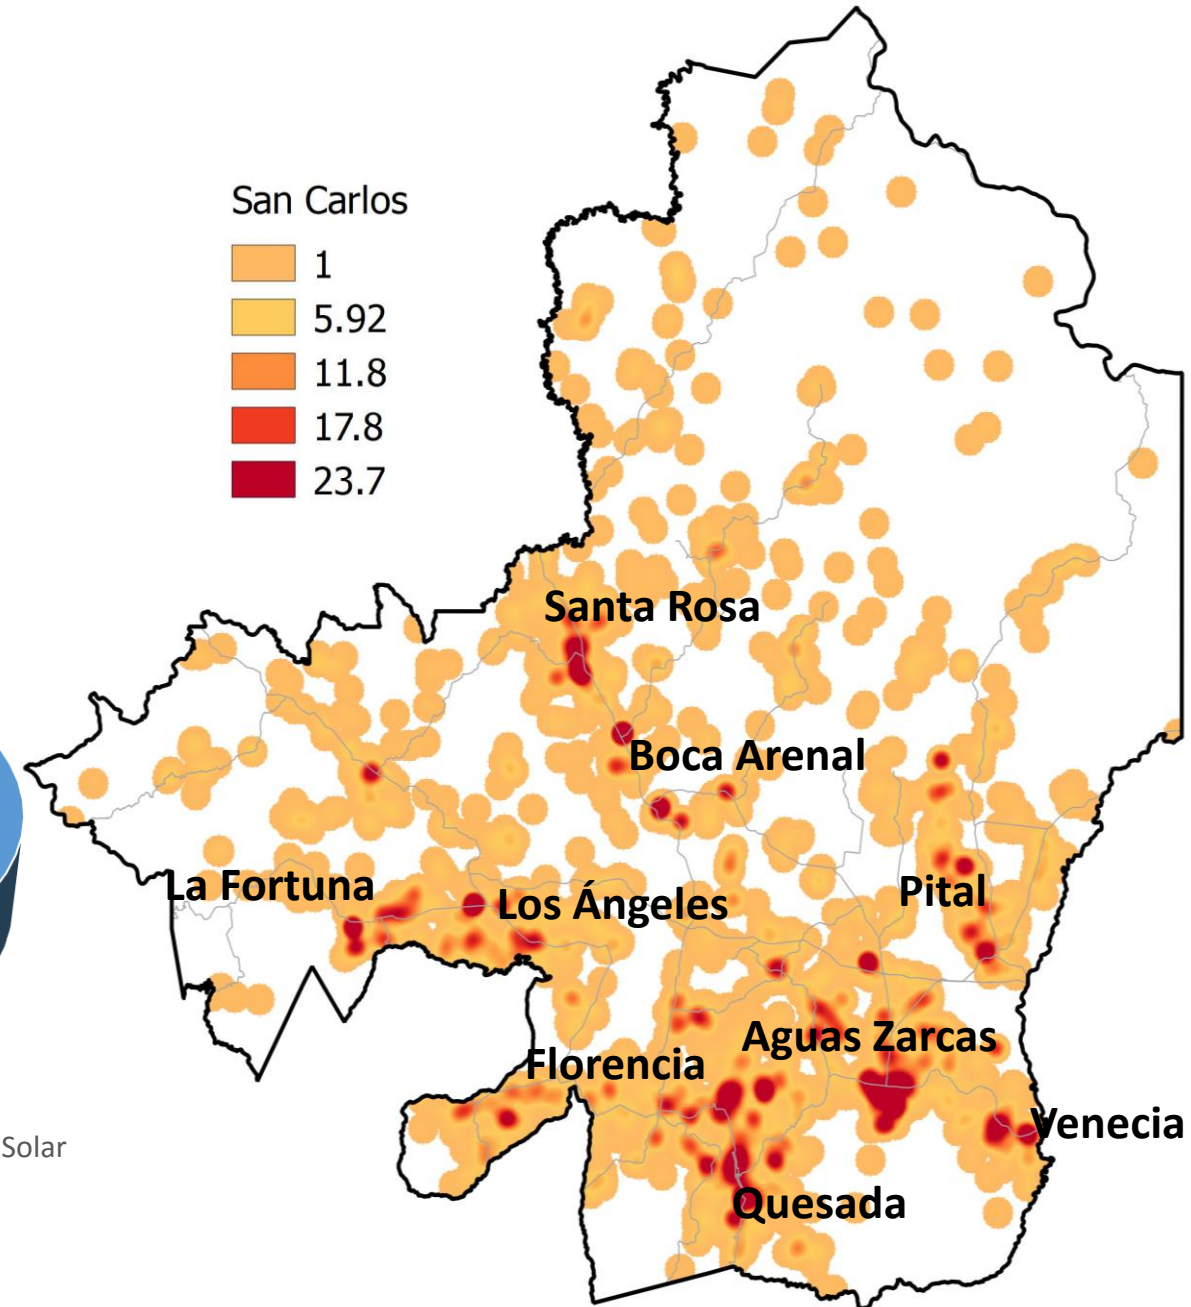 San Carlos
1
5.92
11.8
17.8
23.7
Santa Rosa
Boca Arenal
La Fortuna
Los Ángeles
Pital
Aguas Zarcas
Florencia
Venecia
Solar
Quesada